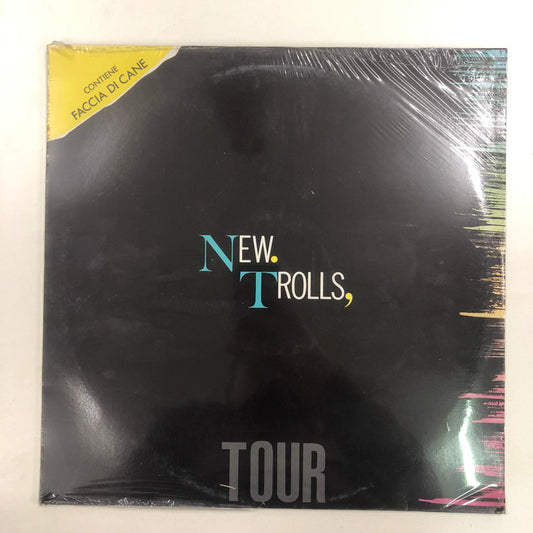 CONTIENE
FACCIA DI CANE
NEW.
TROLLS,
TOUR